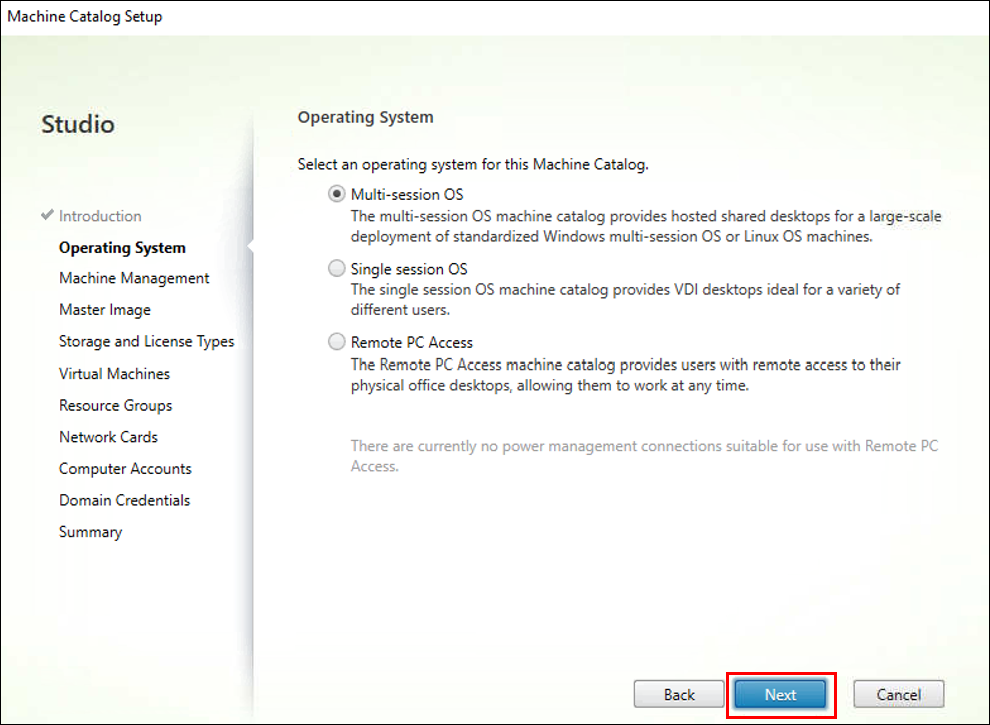 Machine Catalog Setup
Studio
Introduction
Operating System
Machine Management
Master Image
Storage and License Types
Virtual Machines
Resource Groups
Network Cards
Computer Accounts
Domain Credentials
Summary
Operating System
Select an operating system for this Machine Catalog.
Multi-session OS
The multi-session OS machine catalog provides hosted shared desktops for a large-scale
deployment of standardized Windows multi-session OS or Linux OS machines.
Single session OS
The single session OS machine catalog provides VDI desktops ideal for a variety of
different users.
Remote PC Access
The Remote PC Access machine catalog provides users with remote access to their
physical office desktops, allowing them to work at any time.
There are currently no power management connections suitable for use with Remote PC
Access.
Back
Next
Cancel